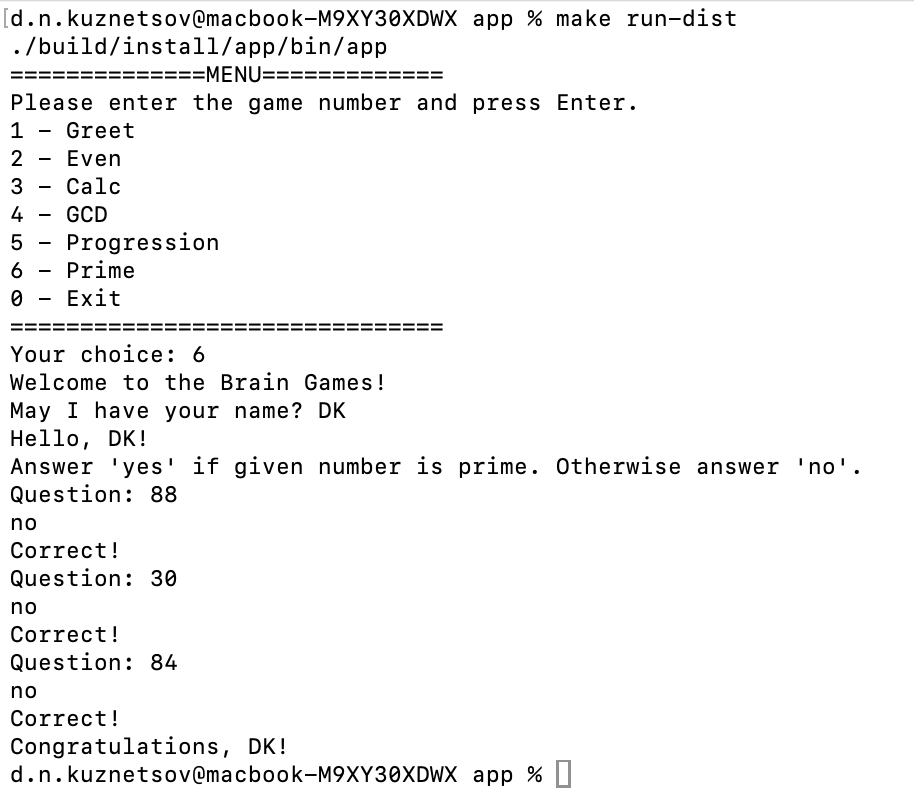 [d.n.kuznetsov@macbook-M9XY30XDWX app % make run-dist
./build/install/app/bin/app
==============MENU=============
Please enter the game number and press Enter.
1 - Greet
2 - Even
3 - Calc
4 - GCD
5 - Progression
6 - Prime
0 - Exit
===============================
Your choice: 6
Welcome to the Brain Games!
May I have your name? DK
Hello, DK!
Answer 'yes' if given number is prime. Otherwise answer 'no'.
Question: 88
no
Correct!
Question: 30
no
Correct!
Question: 84
no
Correct!
Congratulations, DK!
d.n.kuznetsov@macbook-M9XY30XDWX app %